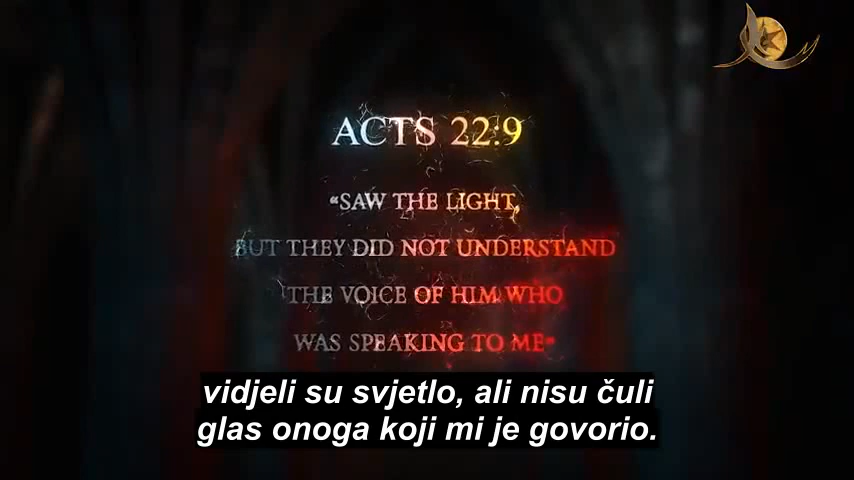 ACTS 22:9
“SAW THE LIGHT,
BUT THEY DID NOT UNDERSTAND
THE VOICE OF HIM WHO
WAS SPEAKING TO ME”
vidjeli su svjetlo, ali nisu čuli
glas onoga koji mi je govorio.